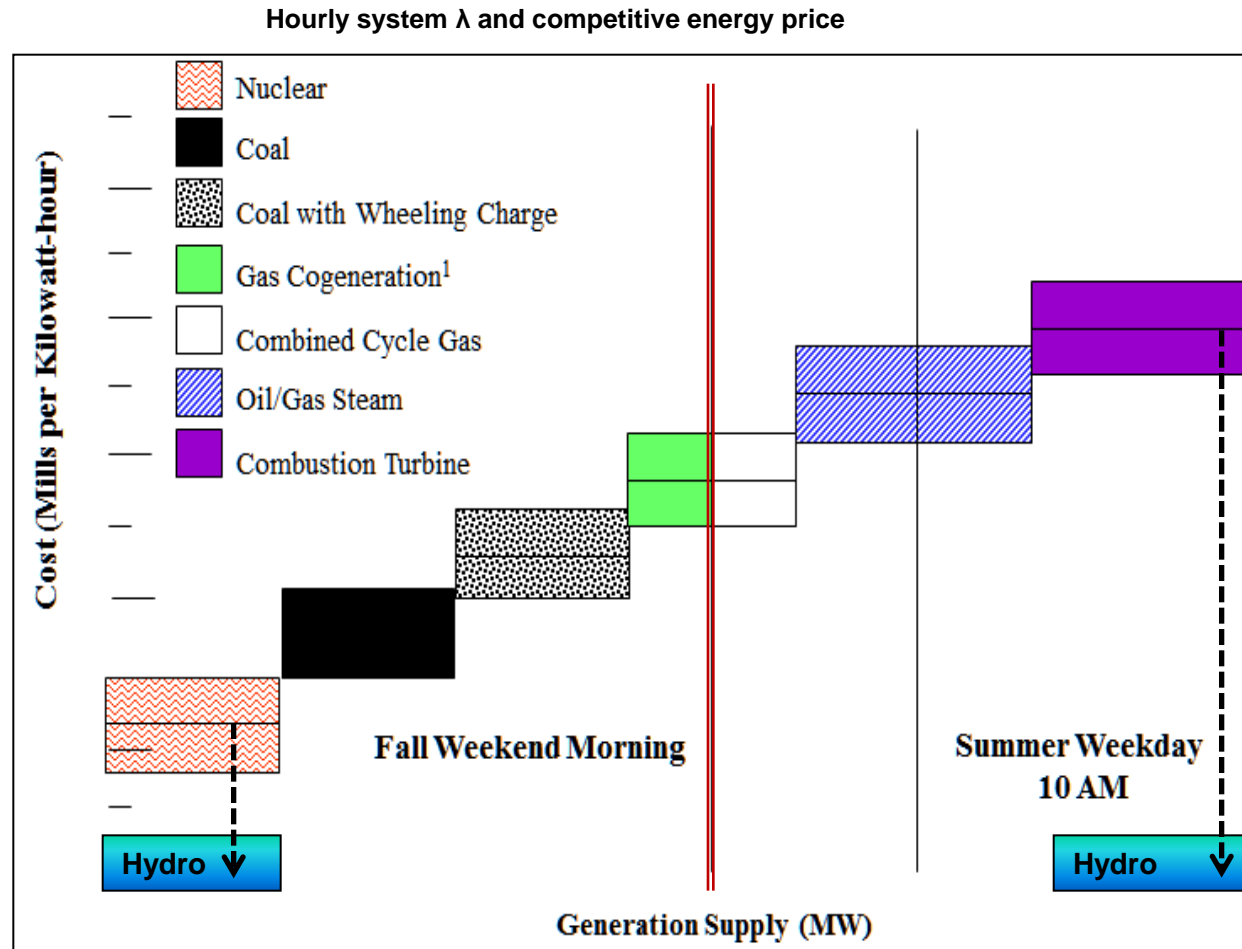 Hourly system λ and competitive energy price
Cost (Mills per Kilowatt-hour)
Nuclear
Coal
Coal with Wheeling Charge
Gas Cogeneration¹
Combined Cycle Gas
Oil/Gas Steam
Combustion Turbine
Fall Weekend Morning
Summer Weekday
10 AM
Hydro
Hydro
Generation Supply (MW)